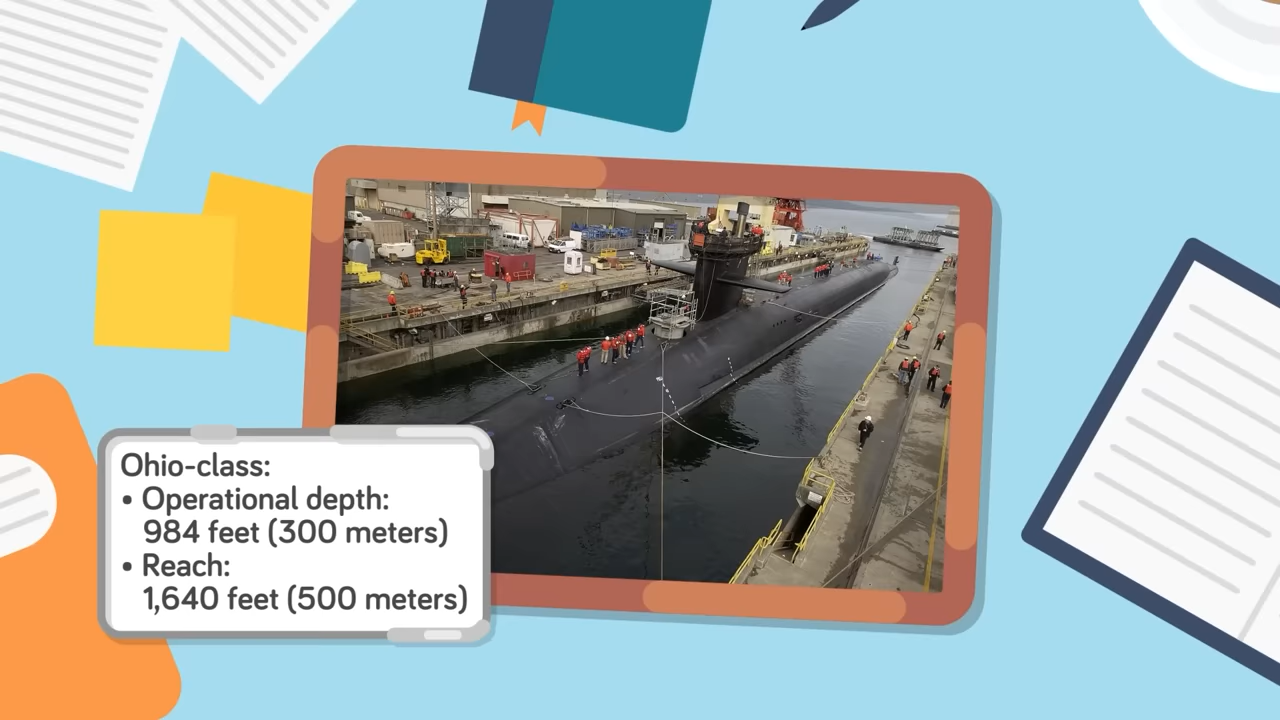 Ohio-class:
• Operational depth:
984 feet (300 meters)
• Reach:
1,640 feet (500 meters)